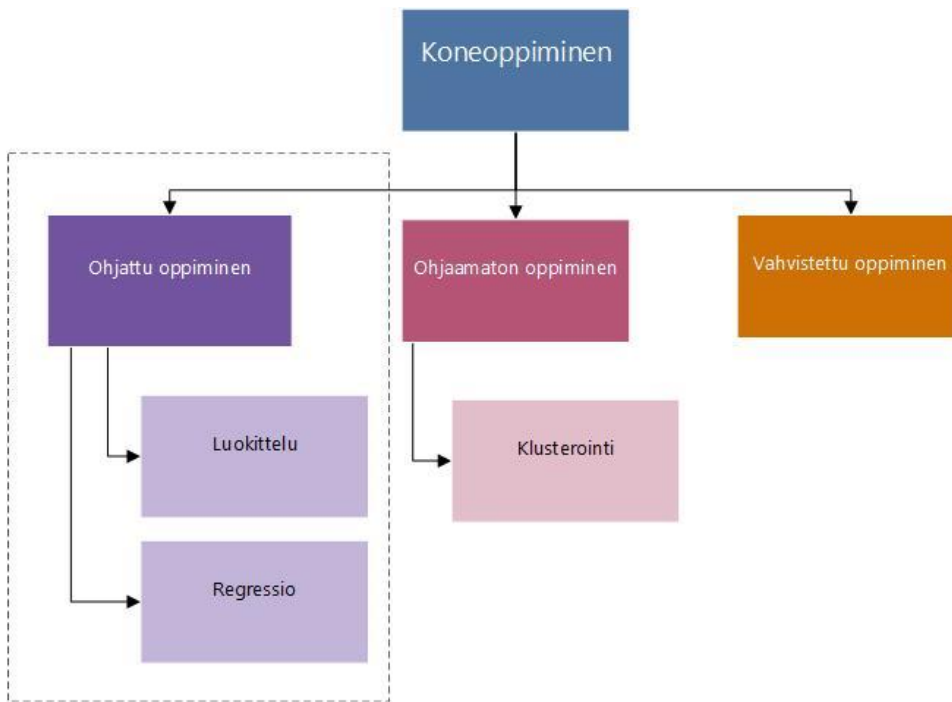 Koneoppiminen
Ohjattu oppiminen
Ohjaamaton oppiminen
Vahvistettu oppiminen
Luokittelu
Klusterointi
Regressio